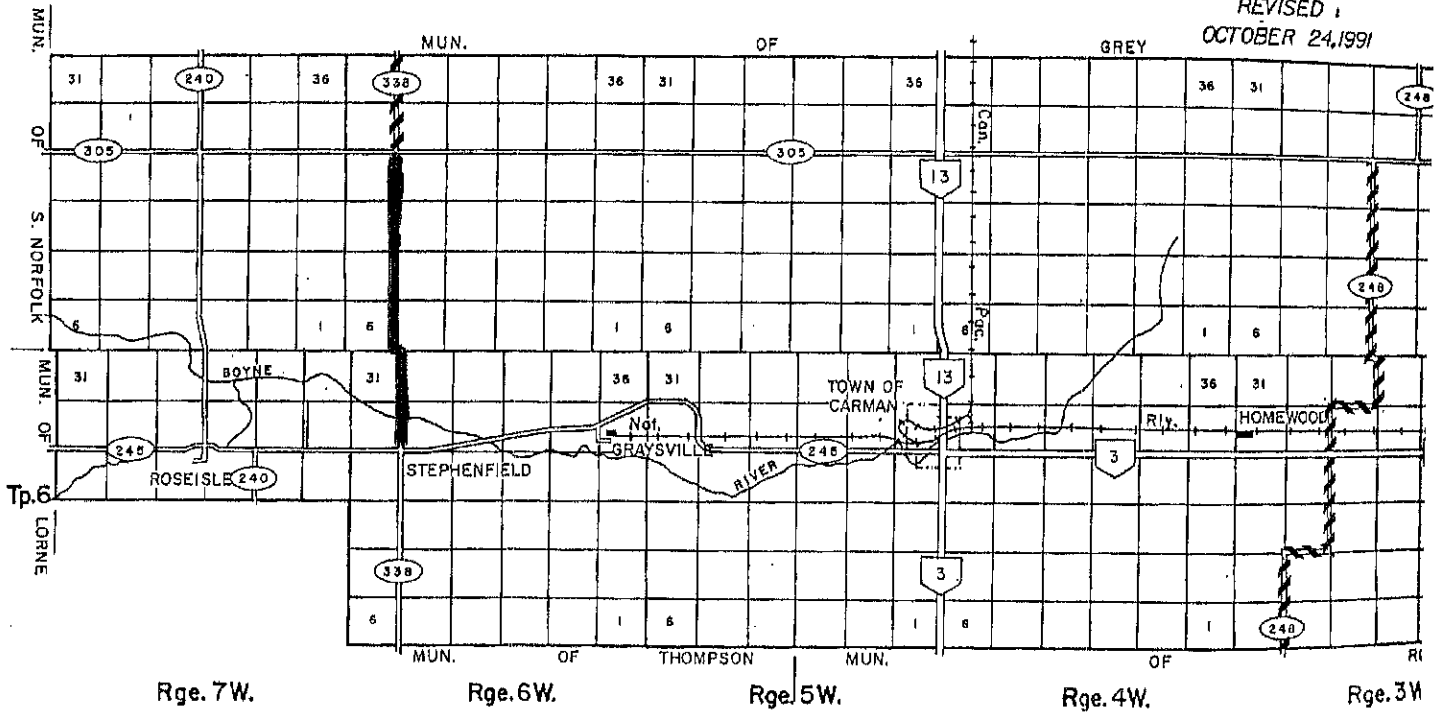 REVISED :
OCTOBER 24, 1991
MUN. OF GREY
MUN. OF S. NORFOLK
31 240 36 338 36 31 36 36 31 248
305 305
Can.
13
248
6 1 6 1 6 1 6 1 6
Pac.
MUN. OF LORNE
31 BOYNE 31 36 31 13 36 31
TOWN OF
CARMAN
Nat. Rly. HOMEWOOD
GRAYSVILLE
245 245 3
STEPHENFIELD
ROSEISLE 240 RIVER
Tp. 6
338 3
6 1 6 1 6 1 248
MUN. OF THOMPSON MUN. OF
Rge. 7W. Rge. 6W. Rge. 5W. Rge. 4W. Rge. 3W